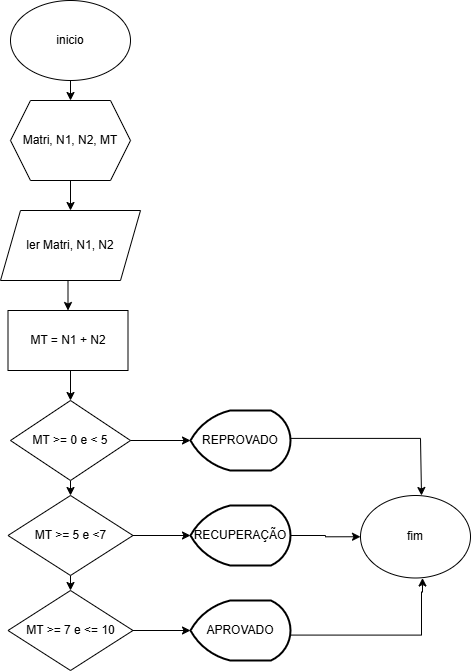 inicio
Matri, N1, N2, MT
ler Matri, N1, N2
MT = N1 + N2
MT >= 0 e < 5
REPROVADO
MT >= 5 e <7
RECUPERAÇÃO
fim
MT >= 7 e <= 10
APROVADO